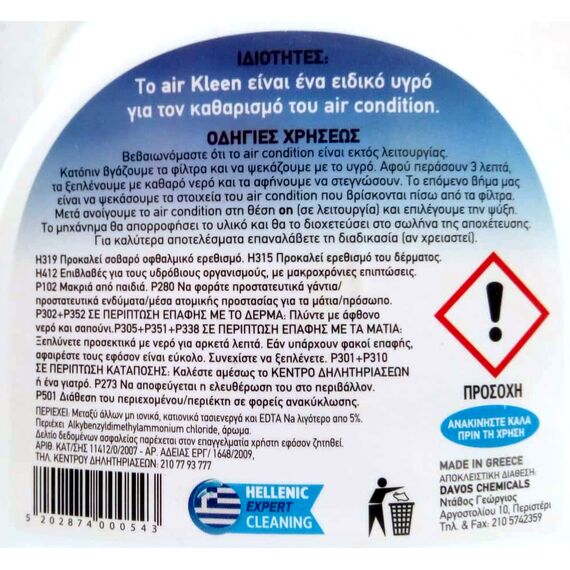 ΙΔΙΟΤΗΤΕΣ:
Το air Kleen είναι ένα ειδικό υγρό
για τον καθαρισμό του air condition.
ΟΔΗΓΙΕΣ ΧΡΗΣΕΩΣ
Βεβαιωνόμαστε ότι το air condition είναι εκτός λειτουργίας.
Κατόπιν βγάζουμε τα φίλτρα και να ψεκάζουμε με το υγρό. Αφού περάσουν 3 λεπτά,
τα ξεπλένουμε με καθαρό νερό και τα αφήνουμε να στεγνώσουν. Το επόμενο βήμα μας
είναι να ψεκάσουμε τα στοιχεία του air condition που βρίσκονται πίσω από τα φίλτρα.
Μετά ανοίγουμε το air condition στη θέση on (σε λειτουργία) και επιλέγουμε την ψύξη.
Το μηχάνημα θα απορροφήσει το υλικό και θα το διοχετεύσει στο σωλήνα της αποχέτευσης.
Για καλύτερα αποτελέσματα επαναλάβετε τη διαδικασία (αν χρειαστεί).
H319 Προκαλεί σοβαρό οφθαλμικό ερεθισμό. H315 Προκαλεί ερεθισμό του δέρματος.
H412 Επιβλαβές για τους υδρόβιους οργανισμούς, με μακροχρόνιες επιπτώσεις.
P102 Μακριά από παιδιά. P280 Να φοράτε προστατευτικά γάντια/
προστατευτικά ενδύματα/μέσα ατομικής προστασίας για τα μάτια/πρόσωπο.
P302+P352 ΣΕ ΠΕΡΙΠΤΩΣΗ ΕΠΑΦΗΣ ΜΕ ΤΟ ΔΕΡΜΑ: Πλύντε με άφθονο
νερό και σαπούνι.P305+P351+P338 ΣΕ ΠΕΡΙΠΤΩΣΗ ΕΠΑΦΗΣ ΜΕ ΤΑ ΜΑΤΙΑ:
Ξεπλύνετε προσεκτικά με νερό για αρκετά λεπτά. Εάν υπάρχουν φακοί επαφής,
αφαιρέστε τους εφόσον είναι εύκολο. Συνεχίστε να ξεπλένετε. P301+P310
ΣΕ ΠΕΡΙΠΤΩΣΗ ΚΑΤΑΠΟΣΗΣ: Καλέστε αμέσως το ΚΕΝΤΡΟ ΔΗΛΗΤΗΡΙΑΣΕΩΝ
ή ένα γιατρό. P273 Να αποφεύγεται η ελευθέρωση του στο περιβάλλον.
P501 Διάθεση του περιεχομένου/περιέκτη σε φορείς ανακύκλωσης.
ΠΕΡΙΕΧΕΙ: Μεταξύ άλλων μη ιονικά, κατιονικά τασιενεργά και EDTA Na λιγότερο από 5%.
Περιέχει Alkybenzyldimethylammonium chloride, άρωμα.
Δελτίο δεδομένων ασφαλείας παρέχεται στον επαγγελματία χρήστη εφόσον ζητηθεί.
ΑΡΙΘ. ΚΑΤ/ΣΗΣ 11412/0/2007 - ΑΡ. ΑΔΕΙΑΣ ΕΡΓ/ 1648/2009,
ΤΗΛ. ΚΕΝΤΡΟΥ ΔΗΛΗΤΗΡΙΑΣΕΩΝ: 210 77 93 777
ΠΡΟΣΟΧΗ
ΑΝΑΚΙΝΗΣΤΕ ΚΑΛΑ
ΠΡΙΝ ΤΗ ΧΡΗΣΗ
5 202874 000543
HELLENIC
EXPERT
CLEANING
MADE IN GREECE
ΑΠΟΚΛΕΙΣΤΙΚΗ ΔΙΑΘΕΣΗ:
DAVOS CHEMICALS
Ντάβος Γεώργιος
Αργοστολίου 10, Περιστέρι
Τηλ. & Fax: 210 5742359